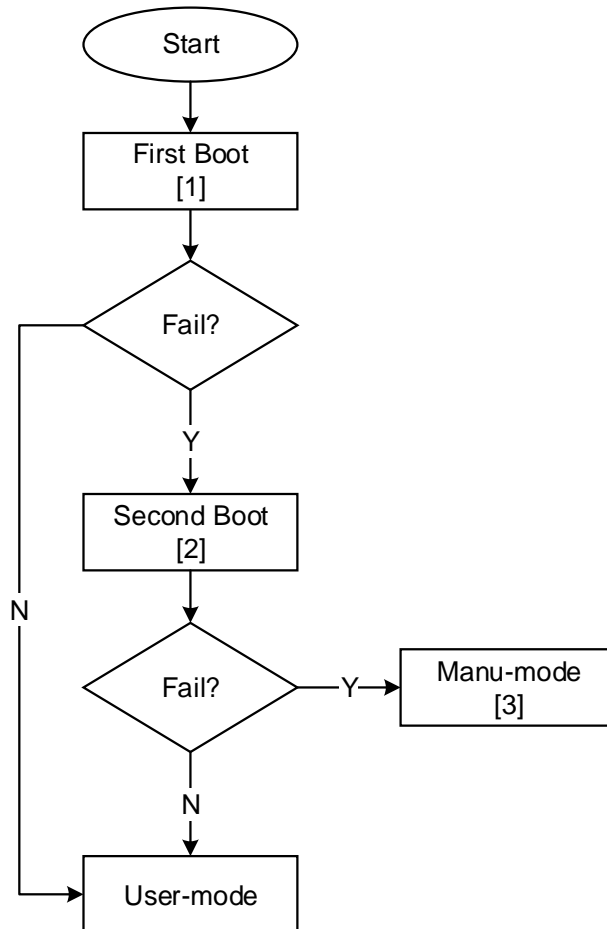 Start
First Boot
[1]
Fail?
Y
Second Boot
[2]
N
Fail?
Y
Manu-mode
[3]
N
User-mode